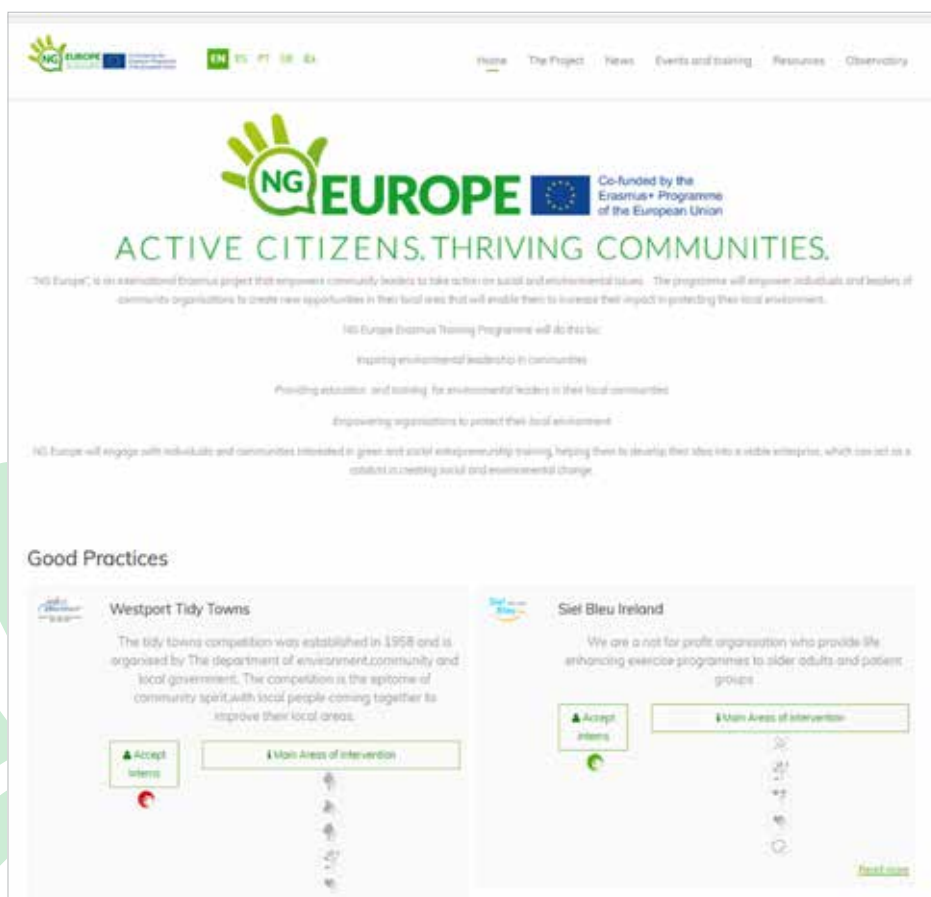 NG EUROPE
EN ES PT
Home The Project News Events and training Resources Observatory
NG EUROPE
Co-funded by the
Erasmus+ Programme
of the European Union
ACTIVE CITIZENS, THRIVING COMMUNITIES.
"NG Europe", is an international Erasmus project that empowers community leaders to take action on social and environmental issues. The programme will empower individuals and leaders of
community organisations to create new opportunities in their local area that will enable them to increase their impact in protecting their local environment.
NG Europe Erasmus Training Programme will do this by:
Inspiring environmental leadership in communities
Providing education and training for environmental leaders in their local communities
Empowering organisations to protect their local environment
NG Europe will engage with individuals and communities interested in green and social entrepreneurship training, helping them to develop their idea into a viable enterprise, which can act as a
catalyst in creating social and environmental change.
Good Practices
Westport Tidy Towns
The tidy towns competition was established in 1958 and is
organised by The department of environment,community and
local government. The competition is the epitome of
community spirit,with local people coming together to
improve their local areas.
Accept
Interns
Main Areas of intervention
Siel Bleu
Siel Bleu Ireland
We are a not for profit organisation who provide life
enhancing exercise programmes to older adults and patient
groups
Accept
Interns
Main Areas of intervention
Read more